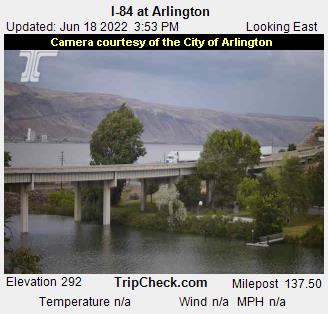 I-84 at Arlington
Updated: Jun 18 2022 3:53 PM Looking East
Camera courtesy of the City of Arlington
Elevation 292 TripCheck.com Milepost 137.50
Temperature n/a Wind n/a MPH n/a